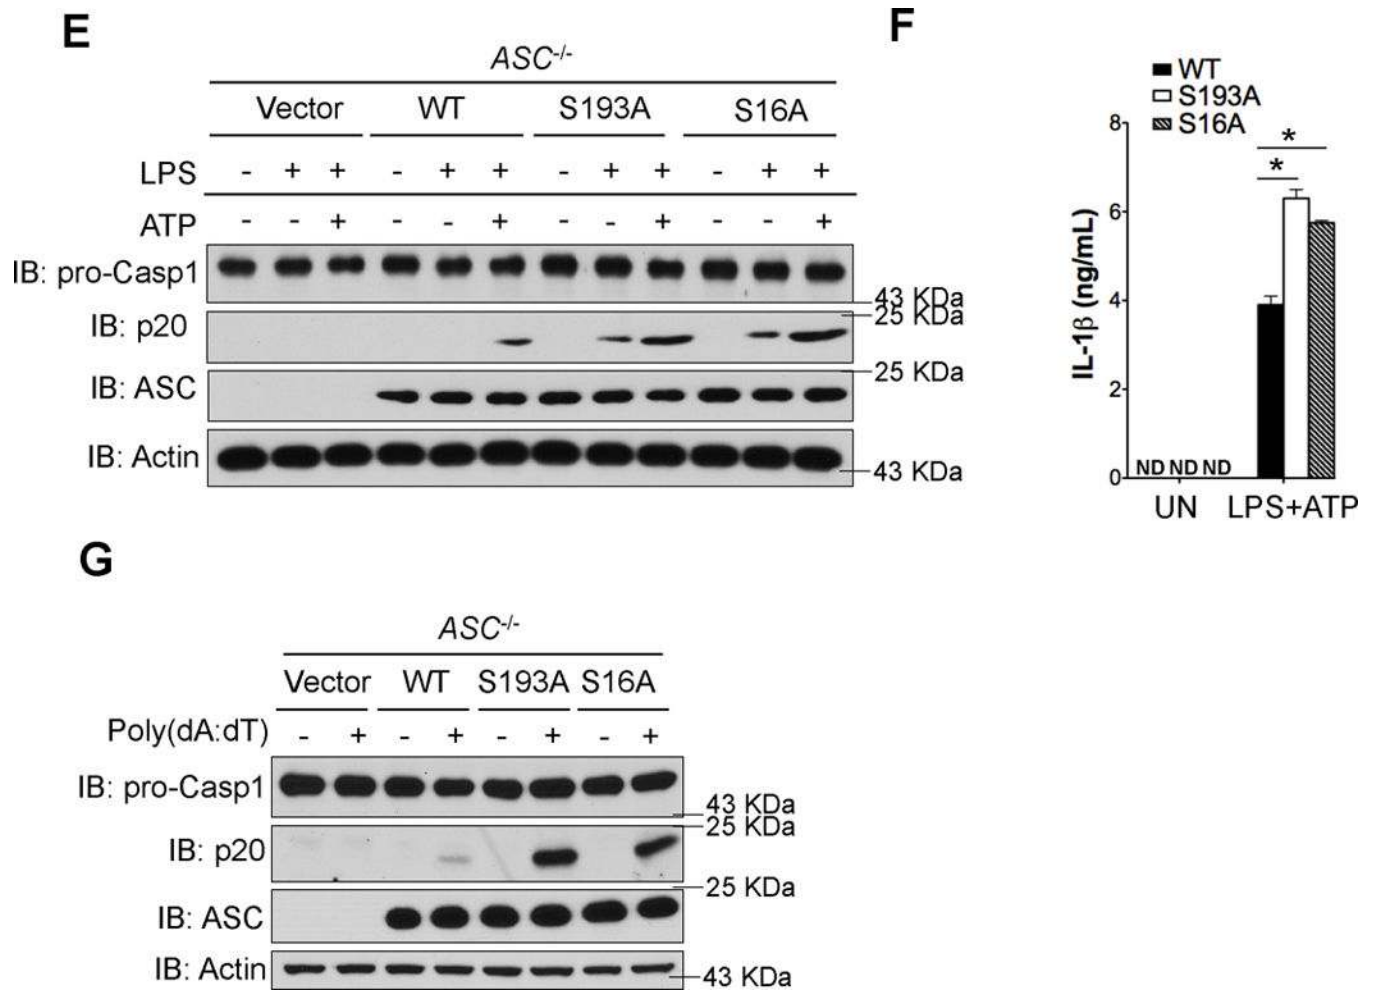 E
ASC-/-
Vector WT S193A S16A
LPS - + + - + + - + + - + +
ATP - - + - - + - - + - - +
IB: pro-Casp1
43 KDa
25 KDa
IB: p20
25 KDa
IB: ASC
IB: Actin
43 KDa
F
WT
S193A
S16A
8
*
*
6
4
2
0
IL-1β (ng/mL)
ND ND ND
UN LPS+ATP
G
ASC-/-
Vector WT S193A S16A
Poly(dA:dT) - + - + - + - +
IB: pro-Casp1
43 KDa
25 KDa
IB: p20
25 KDa
IB: ASC
IB: Actin
43 KDa